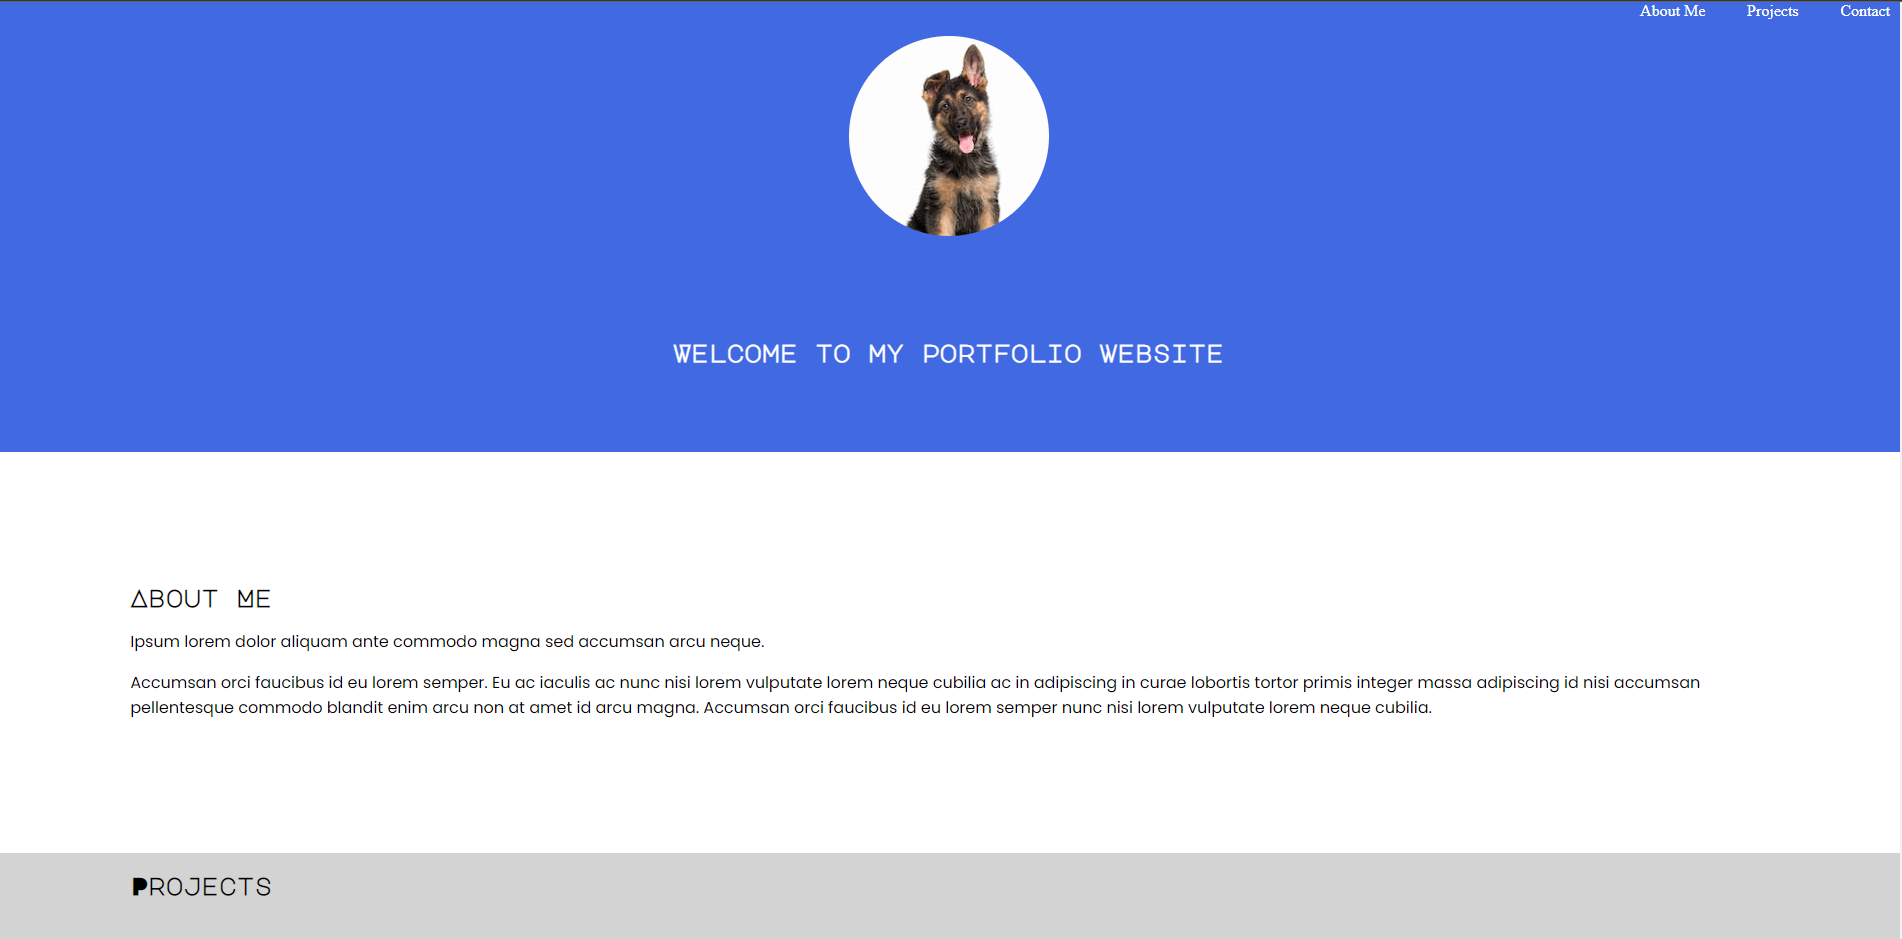 About Me Projects Contact
WELCOME TO MY PORTFOLIO WEBSITE
ABOUT ME
Ipsum lorem dolor aliquam ante commodo magna sed accumsan arcu neque.
Accumsan orci faucibus id eu lorem semper. Eu ac iaculis ac nunc nisi lorem vulputate lorem neque cubilia ac in adipiscing in curae lobortis tortor primis integer massa adipiscing id nisi accumsan
pellentesque commodo blandit enim arcu non at amet id arcu magna. Accumsan orci faucibus id eu lorem semper nunc nisi lorem vulputate lorem neque cubilia.
PROJECTS